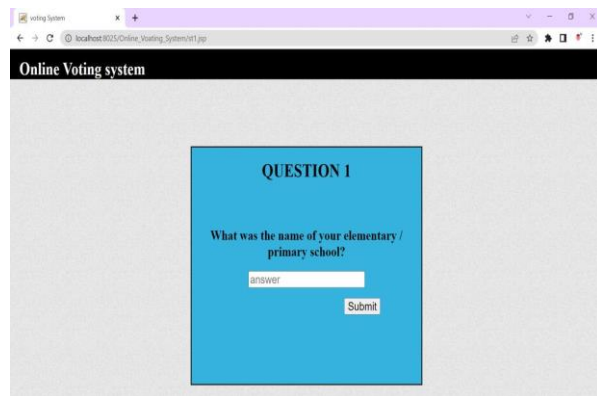 voting System
localhost:8025/Online_Voating_System/st1.jsp
Online Voting system
QUESTION 1
What was the name of your elementary /
primary school?
answer
Submit